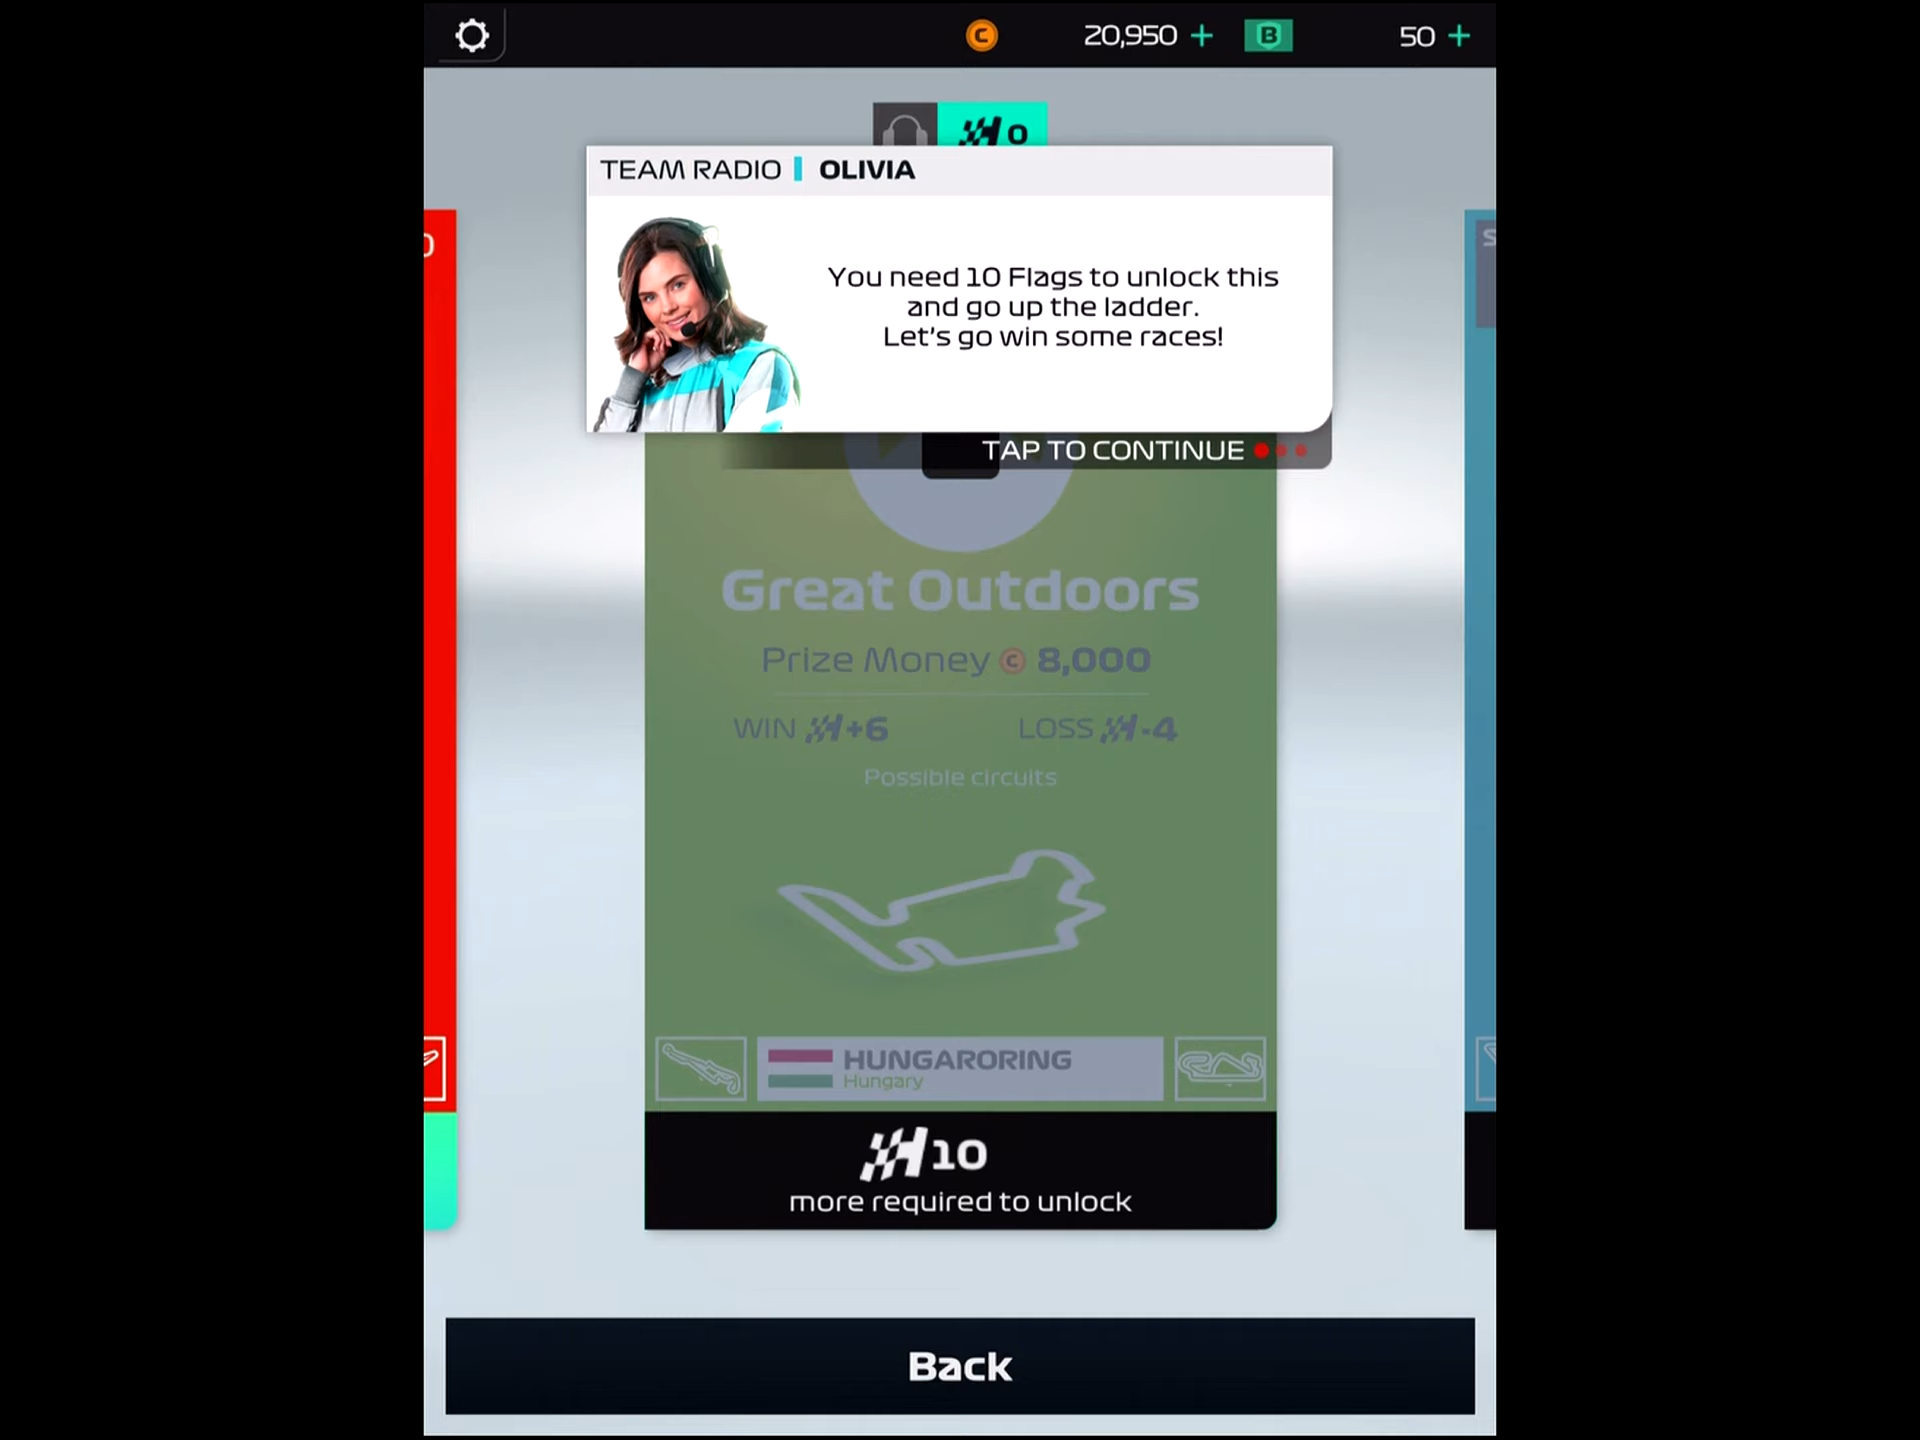 20,950 +
B
50 +
0
TEAM RADIO | OLIVIA
You need 10 Flags to unlock this
and go up the ladder.
Let's go win some races!
TAP TO CONTINUE
Great Outdoors
Prize Money C 8,000
WIN +6
LOSS -4
Possible circuits
HUNGARORING
Hungary
10
more required to unlock
Back